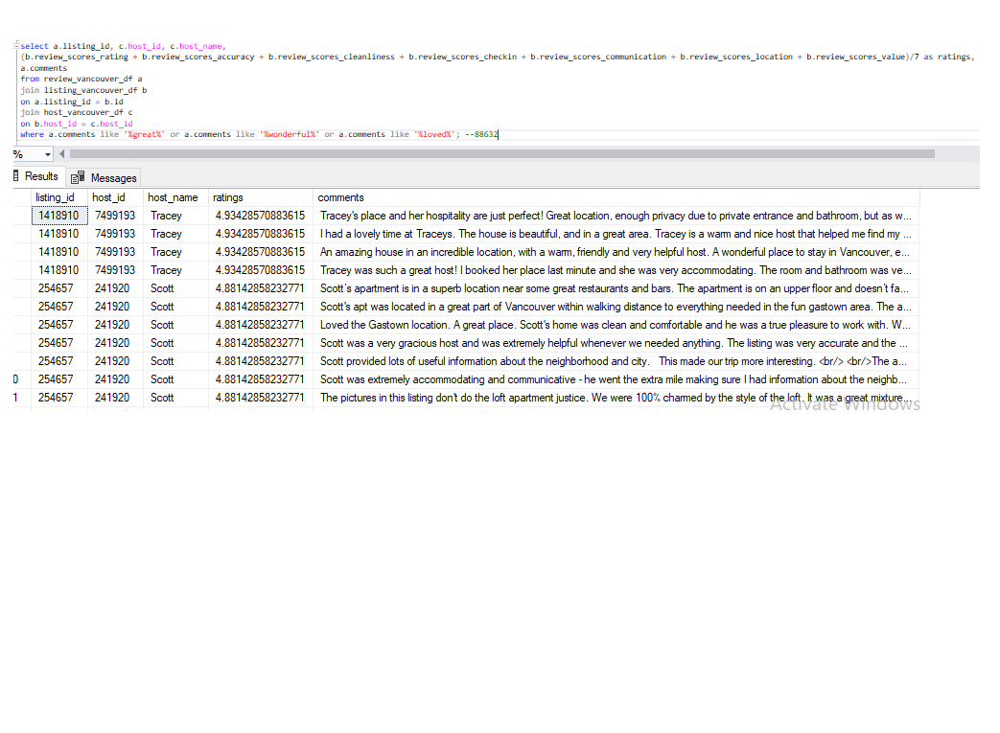 select a.listing_id, c.host_id, c.host_name,
(b.review_scores_rating + b.review_scores_accuracy + b.review_scores_cleanliness + b.review_scores_checkin + b.review_scores_communication + b.review_scores_location + b.review_scores_value)/7 as ratings,
a.comments
from review_vancouver_df a
join listing_vancouver_df b
on a.listing_id = b.id
join host_vancouver_df c
on b.host_id = c.host_id
where a.comments like '%great%' or a.comments like '%wonderful%' or a.comments like '%loved%'; --88632
%
Results Messages
listing_id host_id host_name ratings comments
1418910 7499193 Tracey 4.93428570883615 Tracey's place and her hospitality are just perfect! Great location, enough privacy due to private entrance and bathroom, but as w...
1418910 7499193 Tracey 4.93428570883615 I had a lovely time at Traceys. The house is beautiful, and in a great area. Tracey is a warm and nice host that helped me find my ...
1418910 7499193 Tracey 4.93428570883615 An amazing house in an incredible location, with a warm, friendly and very helpful host. A wonderful place to stay in Vancouver, e...
1418910 7499193 Tracey 4.93428570883615 Tracey was such a great host! I booked her place last minute and she was very accommodating. The room and bathroom was ve...
254657 241920 Scott 4.88142858232771 Scott's apartment is in a superb location near some great restaurants and bars. The apartment is on an upper floor and doesn't fa...
254657 241920 Scott 4.88142858232771 Scott's apt was located in a great part of Vancouver within walking distance to everything needed in the fun gastown area. The a...
254657 241920 Scott 4.88142858232771 Loved the Gastown location. A great place. Scott's home was clean and comfortable and he was a true pleasure to work with. W...
254657 241920 Scott 4.88142858232771 Scott was a very gracious host and was extremely helpful whenever we needed anything. The listing was very accurate and the ...
254657 241920 Scott 4.88142858232771 Scott provided lots of useful information about the neighborhood and city. This made our trip more interesting. <br/> <br/>The a...
0 254657 241920 Scott 4.88142858232771 Scott was extremely accommodating and communicative - he went the extra mile making sure I had information about the neighb...
1 254657 241920 Scott 4.88142858232771 The pictures in this listing don't do the loft apartment justice. We were 100% charmed by the style of the loft. It was a great mixture...
Activate Windows